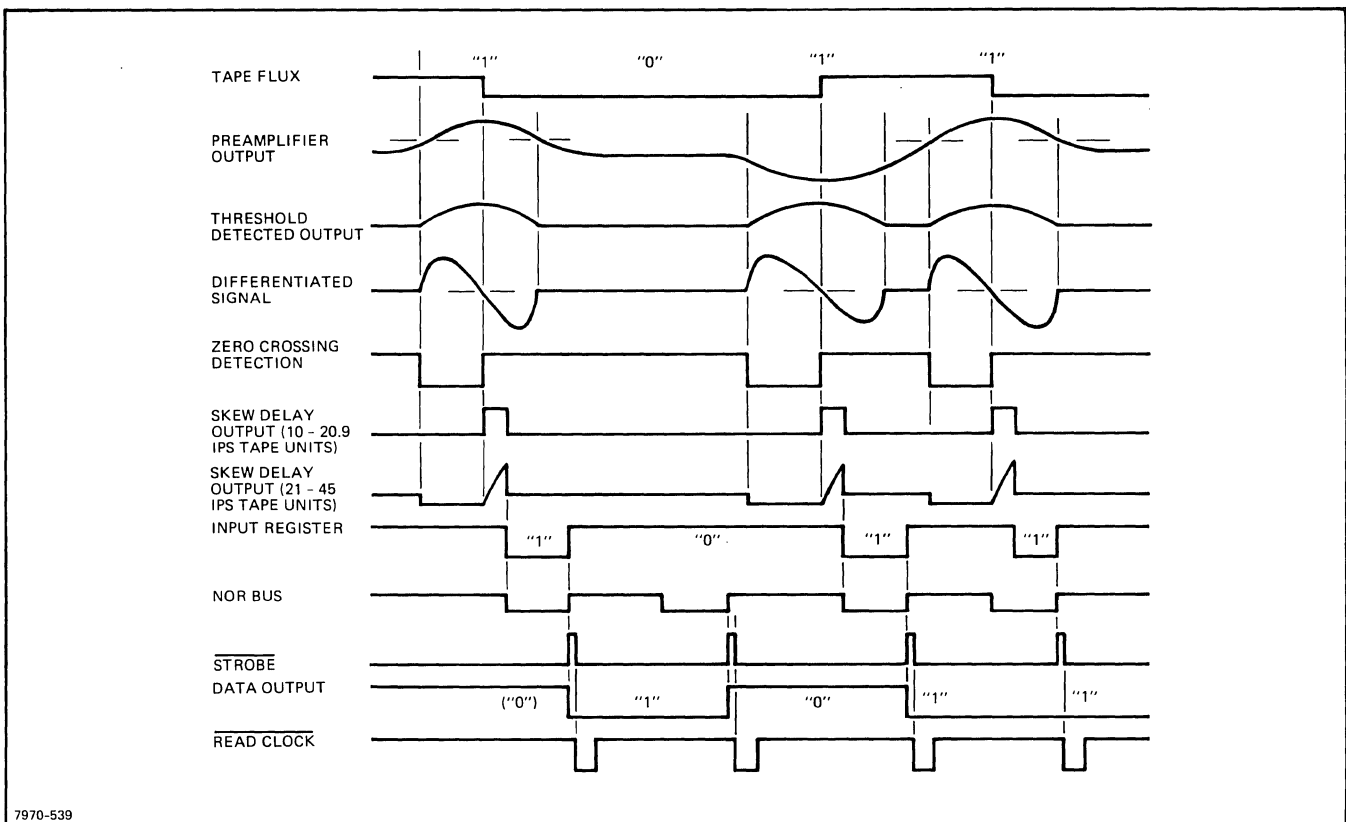 "1" "0" "1" "1"
TAPE FLUX
PREAMPLIFIER
OUTPUT
THRESHOLD
DETECTED OUTPUT
DIFFERENTIATED
SIGNAL
ZERO CROSSING
DETECTION
SKEW DELAY
OUTPUT (10 - 20.9
IPS TAPE UNITS)
SKEW DELAY
OUTPUT (21 - 45
IPS TAPE UNITS)
INPUT REGISTER
"1" "0" "1" "1"
NOR BUS
STROBE
DATA OUTPUT
("0") "1" "0" "1" "1"
READ CLOCK
7970-539